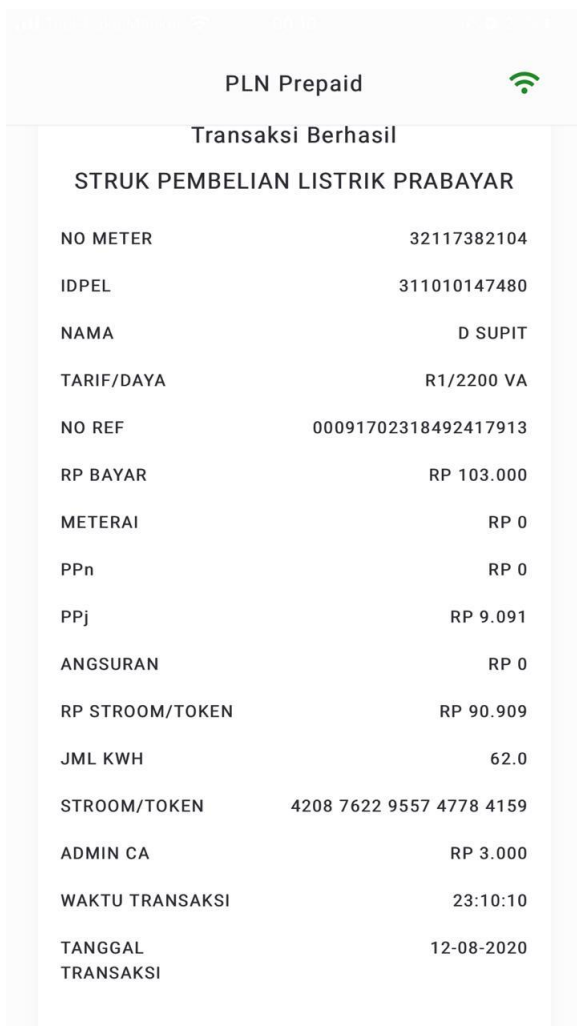 PLN Prepaid
Transaksi Berhasil
STRUK PEMBELIAN LISTRIK PRABAYAR
NO METER 32117382104
IDPEL 311010147480
NAMA D SUPIT
TARIF/DAYA R1/2200 VA
NO REF 00091702318492417913
RP BAYAR RP 103.000
METERAI RP 0
PPn RP 0
PPj RP 9.091
ANGSURAN RP 0
RP STROOM/TOKEN RP 90.909
JML KWH 62.0
STROOM/TOKEN 4208 7622 9557 4778 4159
ADMIN CA RP 3.000
WAKTU TRANSAKSI 23:10:10
TANGGAL 12-08-2020
TRANSAKSI